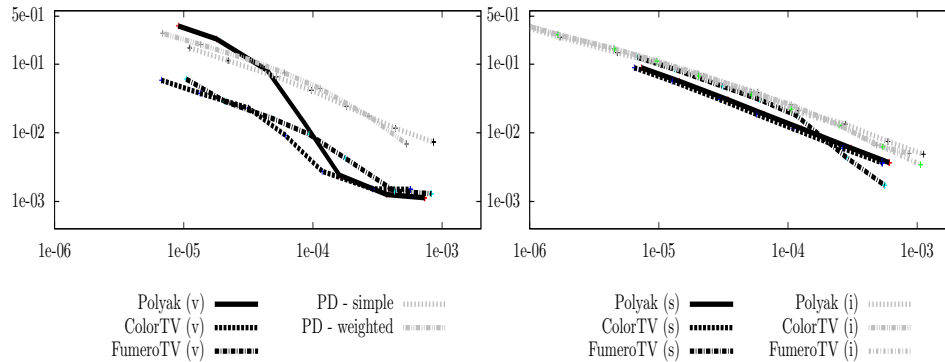 5e-01
1e-01
1e-02
1e-03
1e-06 1e-05 1e-04 1e-03
Polyak (v) PD - simple
ColorTV (v) PD - weighted
FumeroTV (v)
5e-01
1e-01
1e-02
1e-03
1e-06 1e-05 1e-04 1e-03
Polyak (s) Polyak (i)
ColorTV (s) ColorTV (i)
FumeroTV (s) FumeroTV (i)